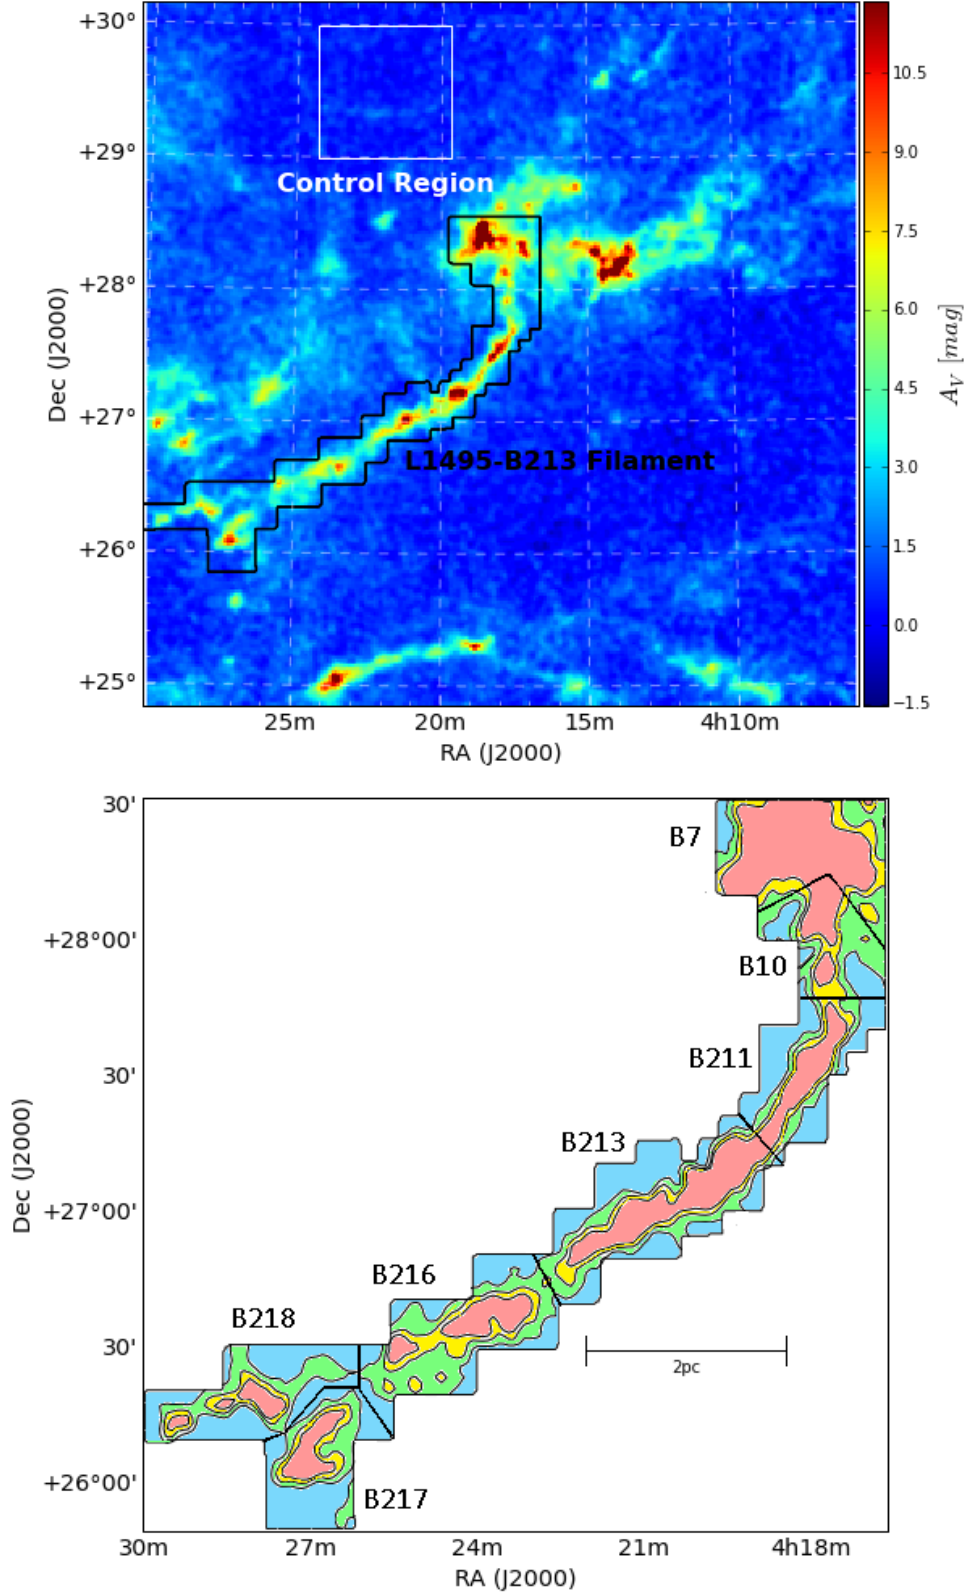 +30°
+29°
+28°
+27°
+26°
+25°
Dec (J2000)
Control Region
L1495-B213 Filament
25m
20m
15m
4h10m
RA (J2000)
10.5
9.0
7.5
6.0
4.5
3.0
1.5
0.0
−1.5
A_V [mag]
30'
+28°00'
30'
+27°00'
30'
+26°00'
Dec (J2000)
B7
B10
B211
B213
B216
B218
B217
2pc
30m
27m
24m
21m
4h18m
RA (J2000)